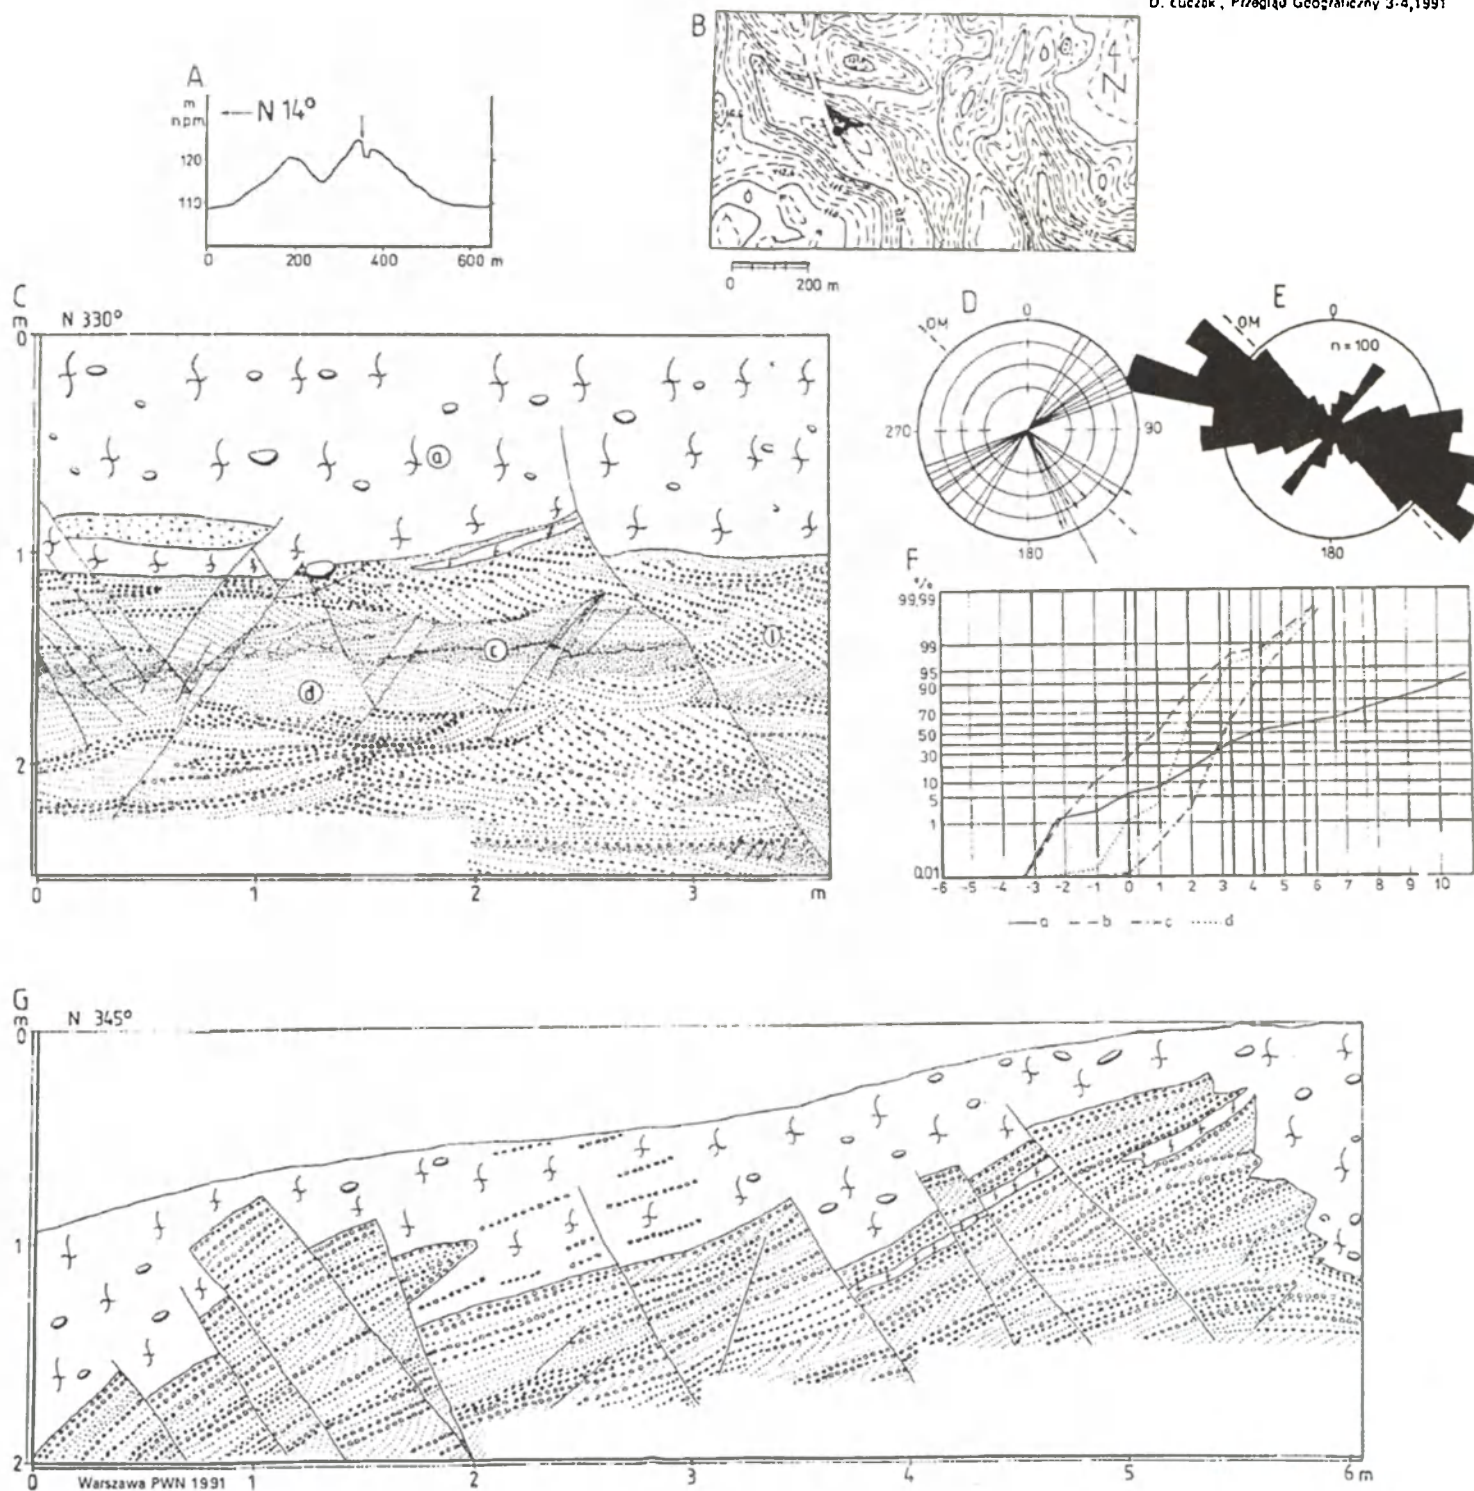 D. Łuczak, Przegląd Geograficzny 3-4, 1991
A
m
npm
N 14°
120
110
0 200 400 600 m
B
N
0 200 m
C
m
N 330°
0
1
2
a
c
d
i
0 1 2 3 m
D
OM
0
270
90
180
E
OM
0
n = 100
180
F
%
99,99
99
95
90
70
50
30
10
5
1
0,01
-6 -5 -4 -3 -2 -1 0 1 2 3 4 5 6 7 8 9 10
a b c d
G
m
N 345°
0
1
2
0 1 2 3 4 5 6 m
Warszawa PWN 1991